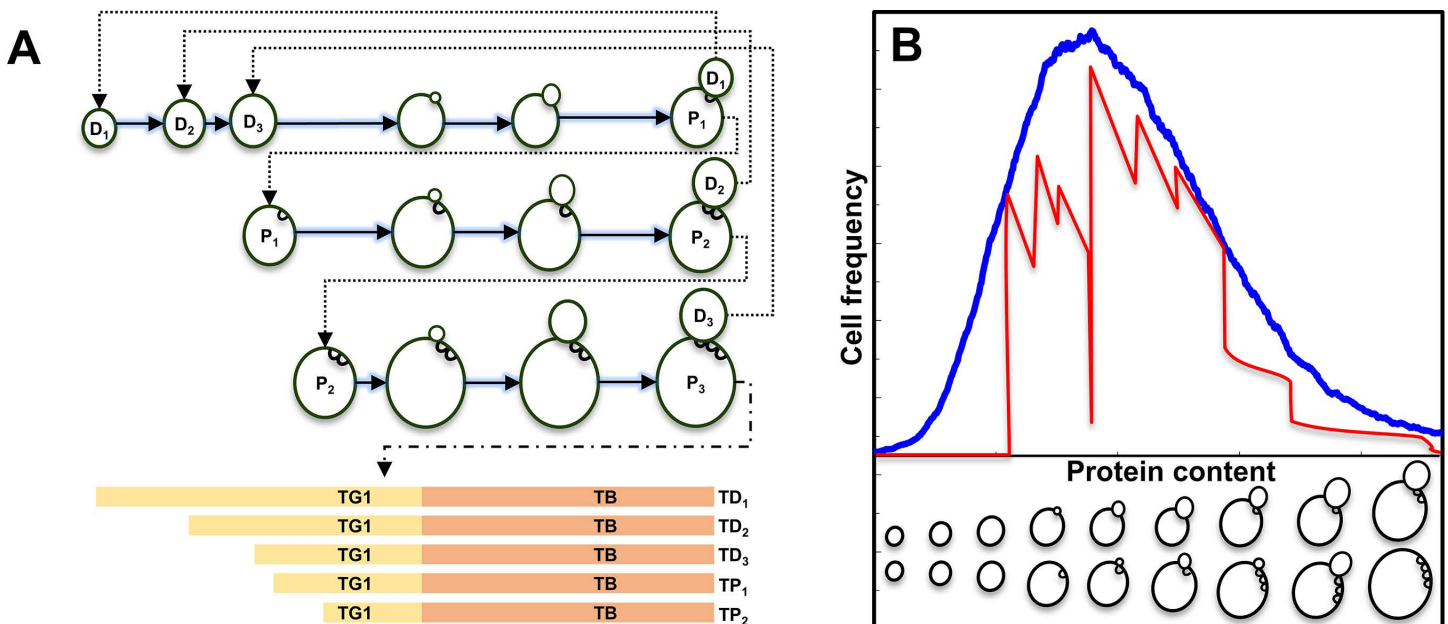 A
D1
D1 D2 D3 P1
D2
P1 P2
D3
P2 P3
TG1 TB TD1
TG1 TB TD2
TG1 TB TD3
TG1 TB TP1
TG1 TB TP2
B
Cell frequency
Protein content